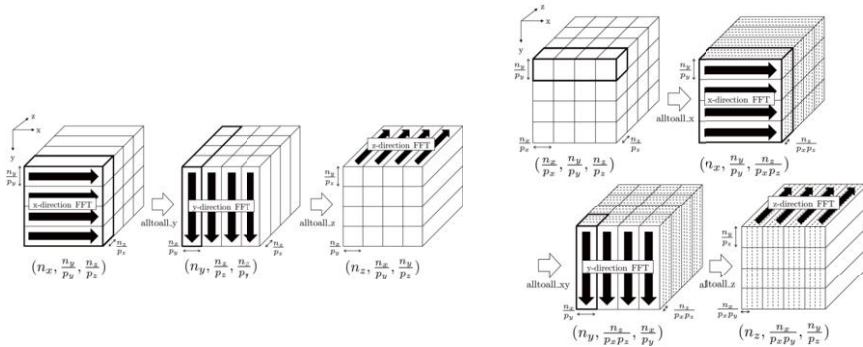 z
x
y
n_y/p_y
x-direction FFT
n_z/p_z
(n_x, n_y/p_y, n_z/p_z)
alltoall_y
y-direction FFT
n_x/p_y
n_z/p_z
alltoall_z
z-direction FFT
n_y/p_z
n_x/p_y
(n_z, n_x/p_y, n_y/p_z)
z
x
y
n_y/p_y
n_x/p_x
n_z/p_z
(n_x/p_x, n_y/p_y, n_z/p_z)
alltoall_x
n_y/p_y
x-direction FFT
n_z/p_xp_z
(n_x, n_y/p_y, n_z/p_xp_z)
alltoall_xy
y-direction FFT
n_x/p_y
n_z/p_xp_z
(n_y, n_z/p_xp_z, n_x/p_y)
alltoall_z
z-direction FFT
n_y/p_z
n_x/p_xp_y
(n_z, n_x/p_xp_y, n_y/p_z)